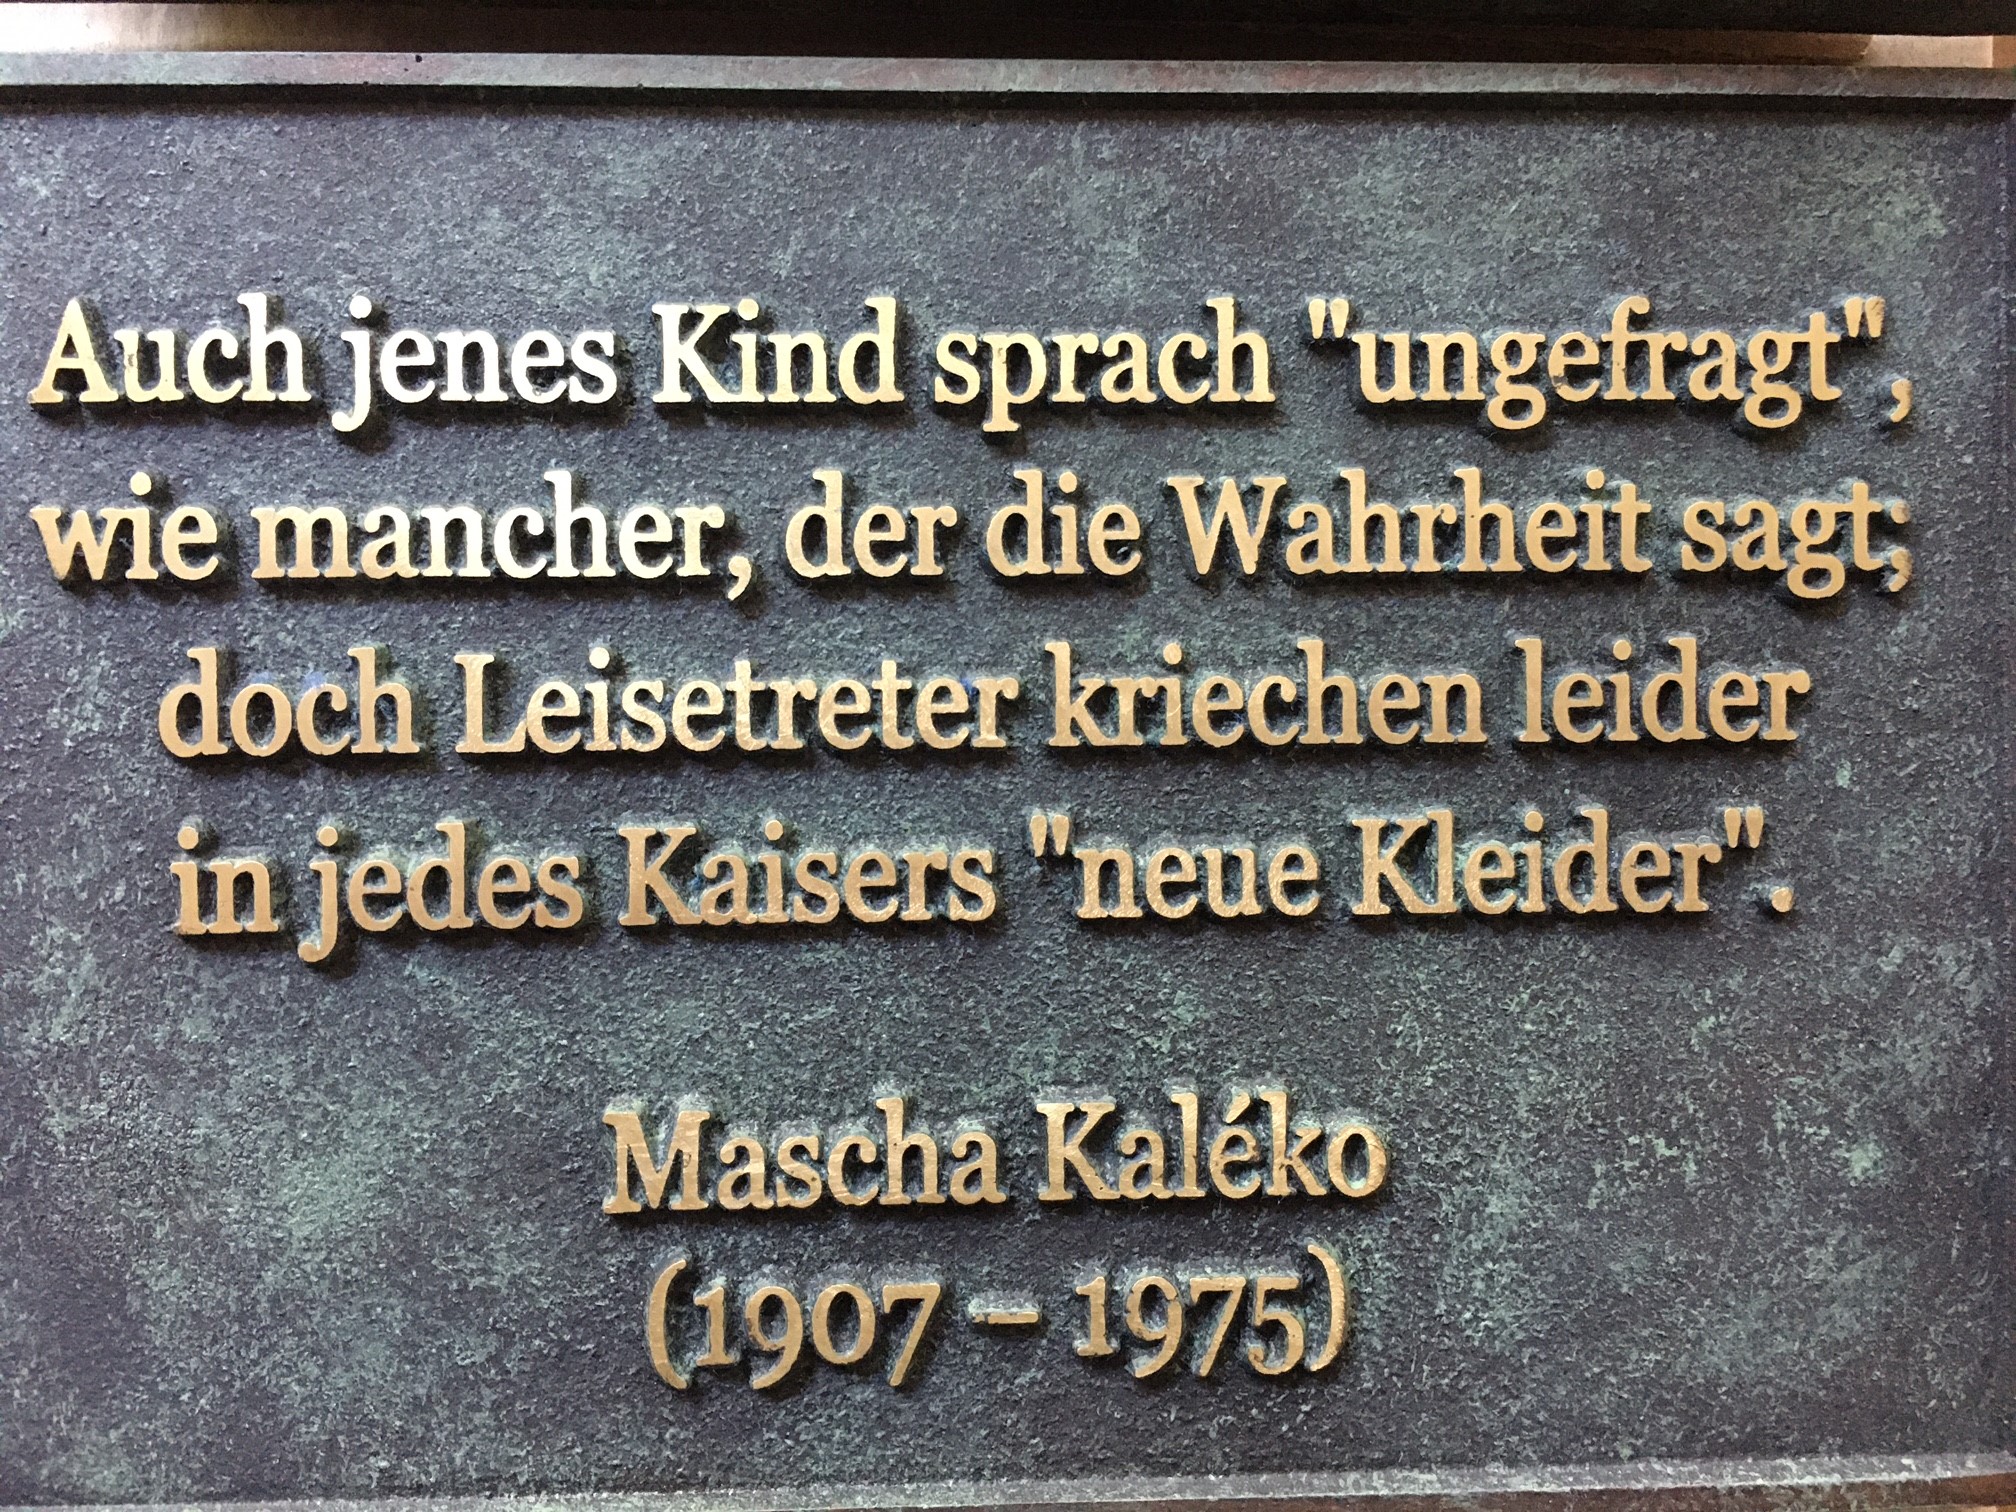 Auch jenes Kind sprach "ungefragt",
wie mancher, der die Wahrheit sagt;
doch Leisetreter kriechen leider
in jedes Kaisers "neue Kleider".
Mascha Kaléko
(1907 – 1975)